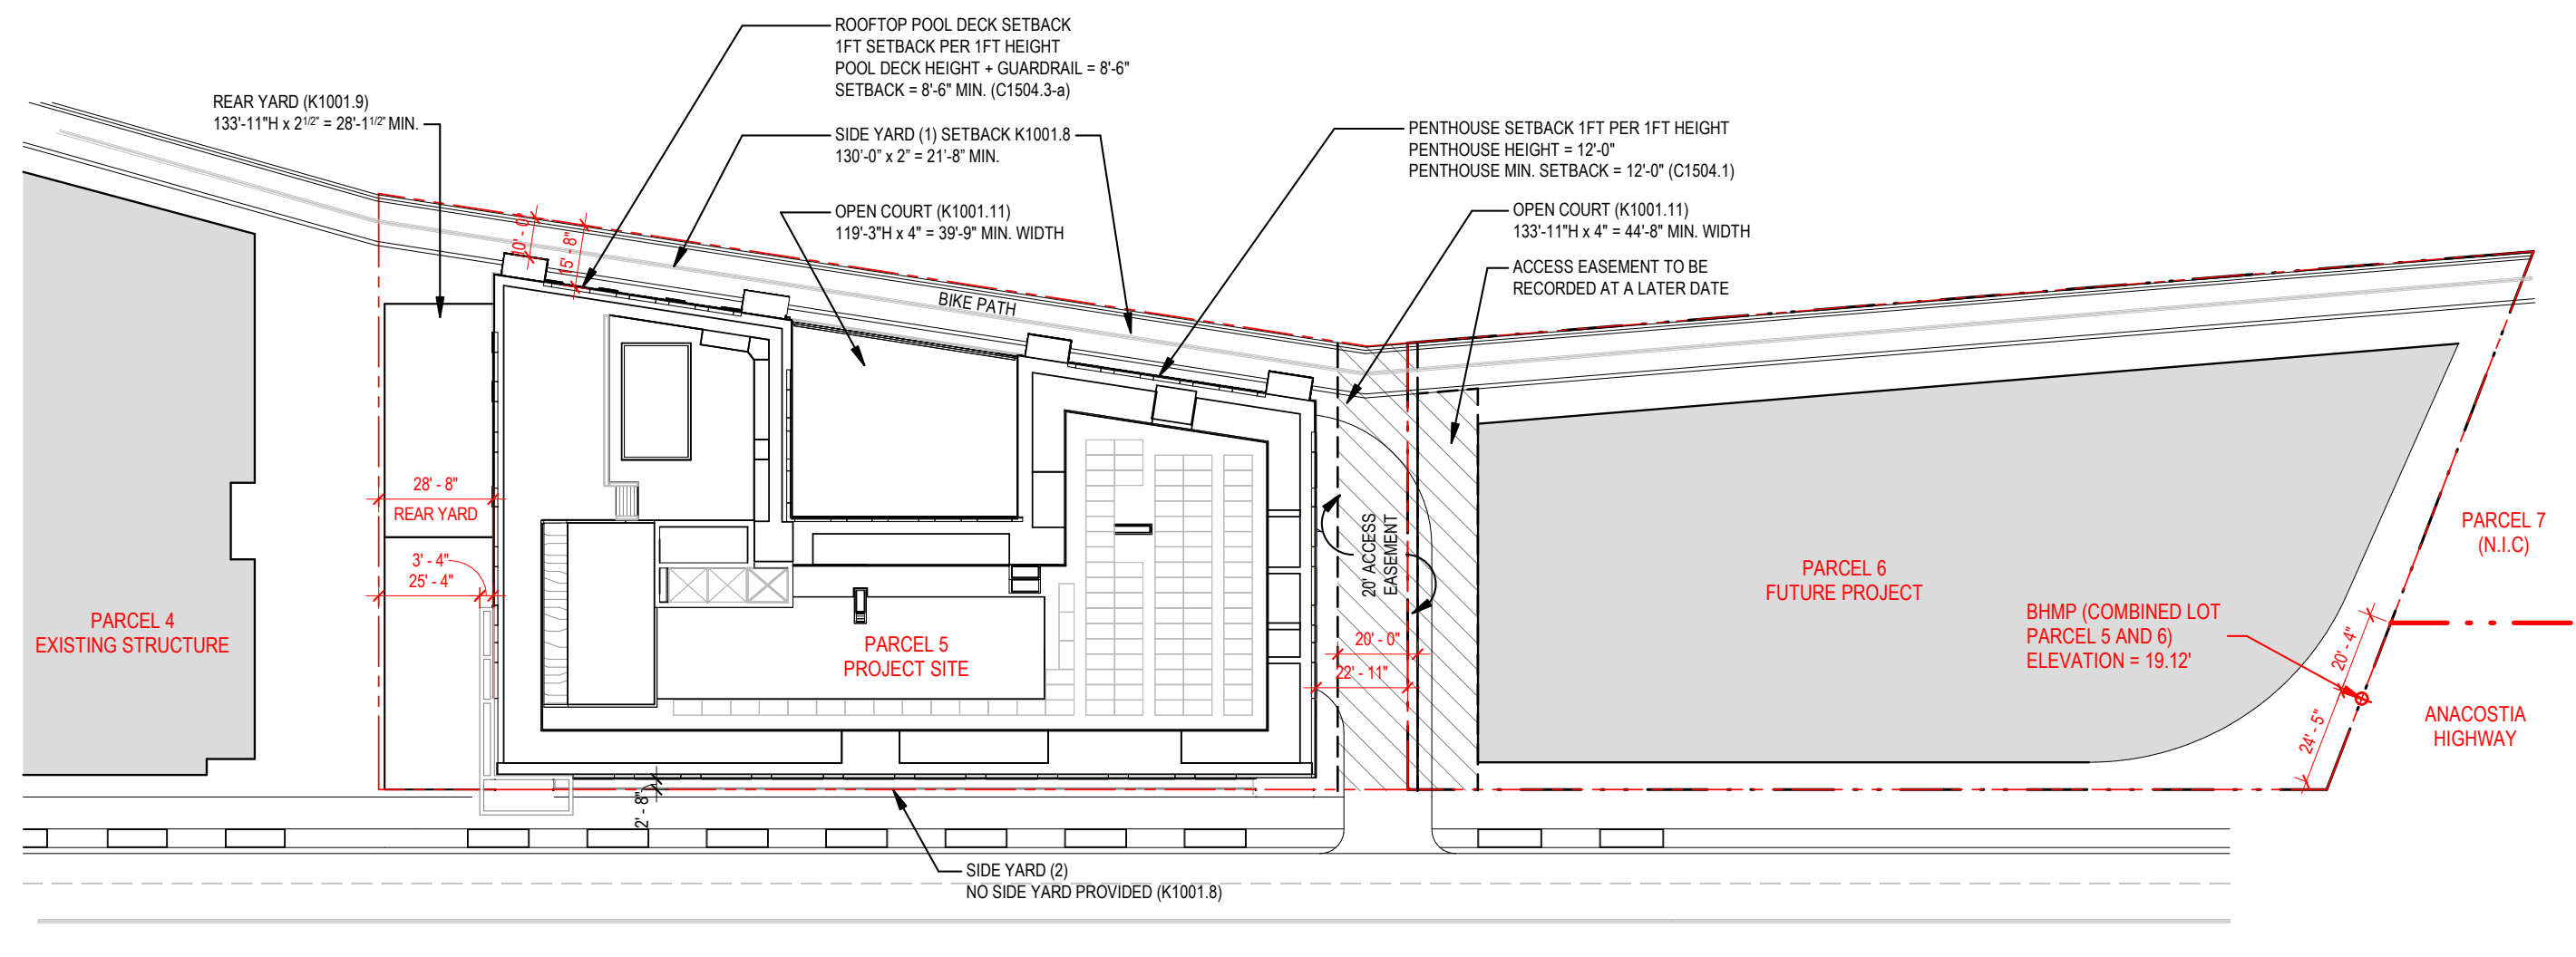 ROOFTOP POOL DECK SETBACK
1FT SETBACK PER 1FT HEIGHT
POOL DECK HEIGHT + GUARDRAIL = 8'-6"
SETBACK = 8'-6" MIN. (C1504.3-a)
REAR YARD (K1001.9)
133'-11"H x 2 1/2" = 28'-1 1/2" MIN.
SIDE YARD (1) SETBACK K1001.8
130'-0" x 2" = 21'-8" MIN.
PENTHOUSE SETBACK 1FT PER 1FT HEIGHT
PENTHOUSE HEIGHT = 12'-0"
PENTHOUSE MIN. SETBACK = 12'-0" (C1504.1)
OPEN COURT (K1001.11)
119'-3"H x 4" = 39'-9" MIN. WIDTH
OPEN COURT (K1001.11)
133'-11"H x 4" = 44'-8" MIN. WIDTH
ACCESS EASEMENT TO BE
RECORDED AT A LATER DATE
10' - 0"
15' - 8"
BIKE PATH
28' - 8"
REAR YARD
3' - 4"
25' - 4"
PARCEL 4
EXISTING STRUCTURE
PARCEL 5
PROJECT SITE
20' ACCESS
EASEMENT
20' - 0"
22' - 11"
PARCEL 6
FUTURE PROJECT
PARCEL 7
(N.I.C)
BHMP (COMBINED LOT
PARCEL 5 AND 6)
ELEVATION = 19.12'
20' - 4"
24' - 5"
ANACOSTIA
HIGHWAY
2' - 8"
SIDE YARD (2)
NO SIDE YARD PROVIDED (K1001.8)